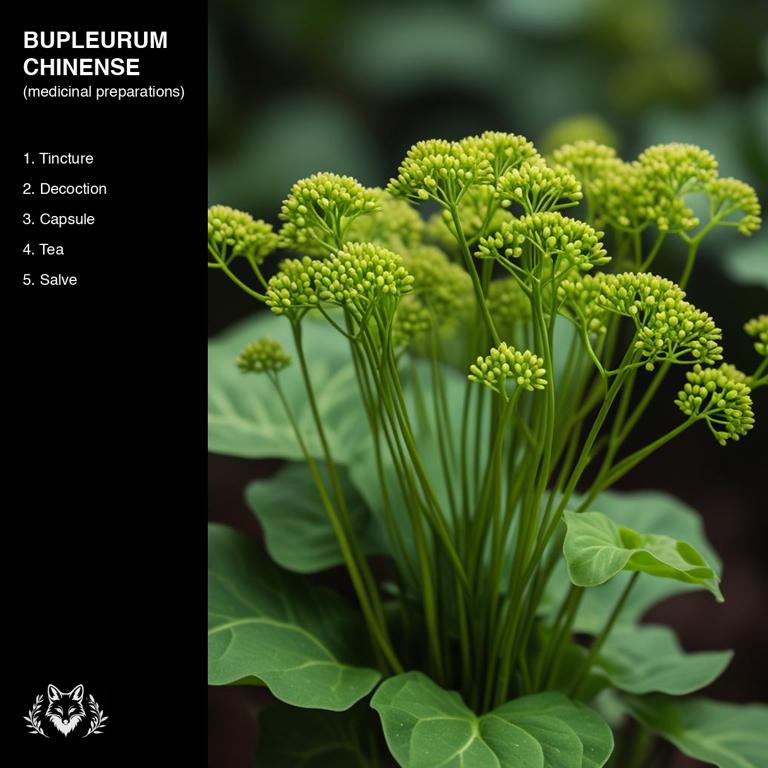 BUPLEURUM
CHINENSE
(medicinal preparations)
1. Tincture
2. Decoction
3. Capsule
4. Tea
5. Salve